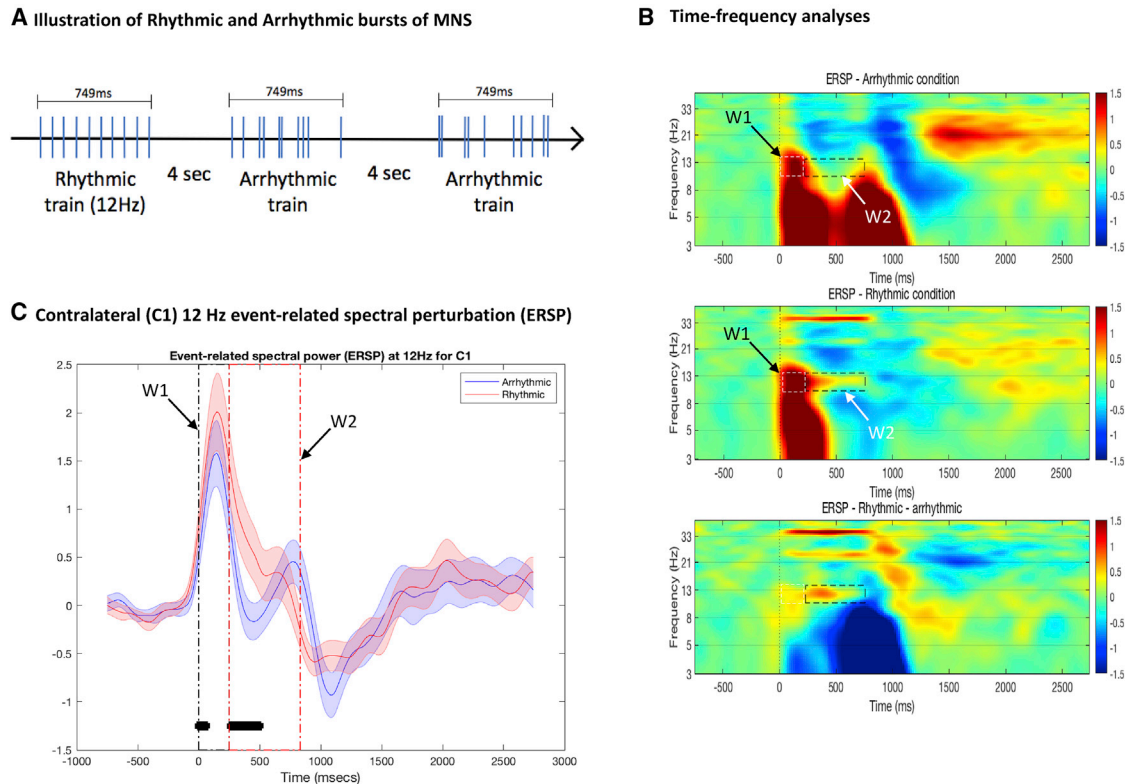 A Illustration of Rhythmic and Arrhythmic bursts of MNS
749ms
749ms
749ms
4 sec
4 sec
Rhythmic
train (12Hz)
Arrhythmic
train
Arrhythmic
train
B Time-frequency analyses
ERSP - Arrhythmic condition
Frequency (Hz)
33
21
13
8
5
3
W1
W2
-500
0
500
1000
1500
2000
2500
Time (ms)
1.5
1
0.5
0
-0.5
-1
-1.5
ERSP - Rhythmic condition
Frequency (Hz)
33
21
13
8
5
3
W1
W2
-500
0
500
1000
1500
2000
2500
Time (ms)
1.5
1
0.5
0
-0.5
-1
-1.5
ERSP - Rhythmic - arrhythmic
Frequency (Hz)
33
21
13
8
5
3
-500
0
500
1000
1500
2000
2500
Time (ms)
1.5
1
0.5
0
-0.5
-1
-1.5
C Contralateral (C1) 12 Hz event-related spectral perturbation (ERSP)
Event-related spectral power (ERSP) at 12Hz for C1
2.5
2
1.5
1
0.5
0
-0.5
-1
-1.5
W1
W2
Arrhythmic
Rhythmic
-1000
-500
0
500
1000
1500
2000
2500
3000
Time (msecs)